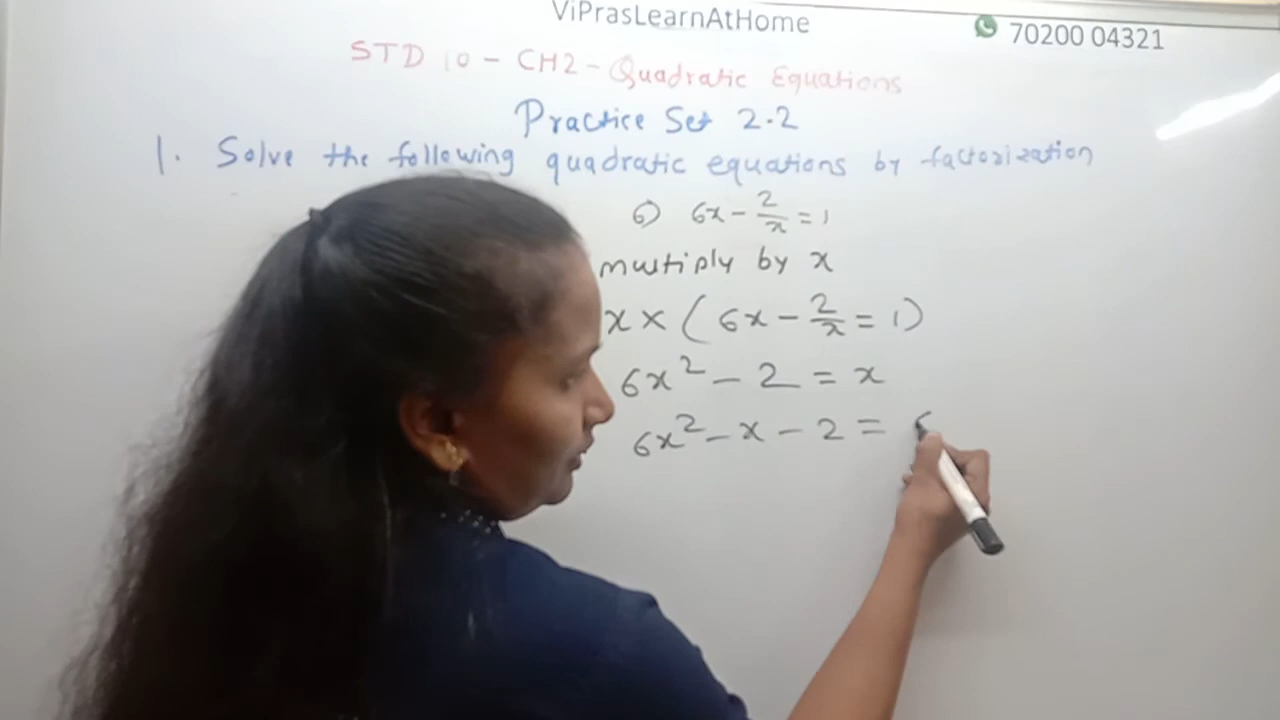 ViPrasLearnAtHome
70200 04321
STD 10 - CH2 - Quadratic Equations
Practice Set 2.2
1. Solve the following quadratic equations by factorization
6) 6x - 2/x = 1
multiply by x
x × ( 6x - 2/x = 1 )
6x² - 2 = x
6x² - x - 2 =